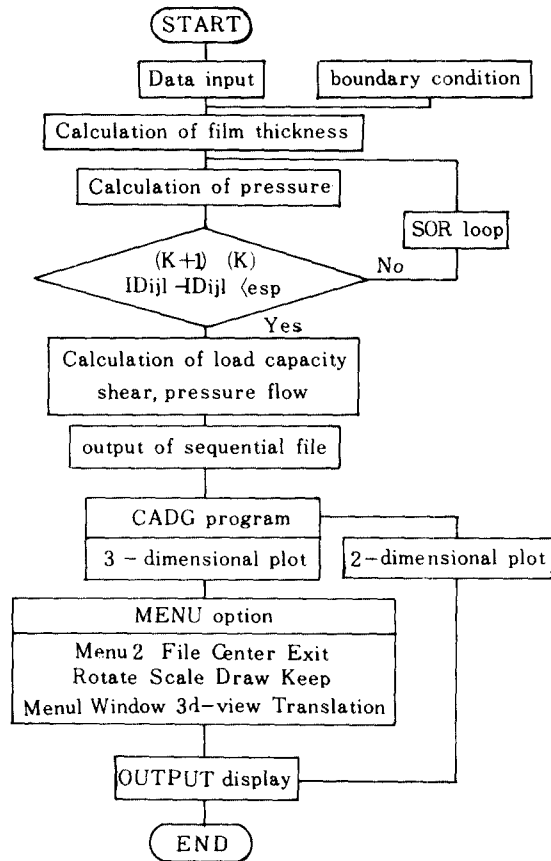 START
Data input
boundary condition
Calculation of film thickness
Calculation of pressure
SOR loop
(K+1) (K)
IDijl -IDijl <esp
No
Yes
Calculation of load capacity
shear, pressure flow
output of sequential file
CADG program
3 - dimensional plot
2-dimensional plot
MENU option
Menu 2 File Center Exit
Rotate Scale Draw Keep
Menul Window 3d-view Translation
OUTPUT display
END